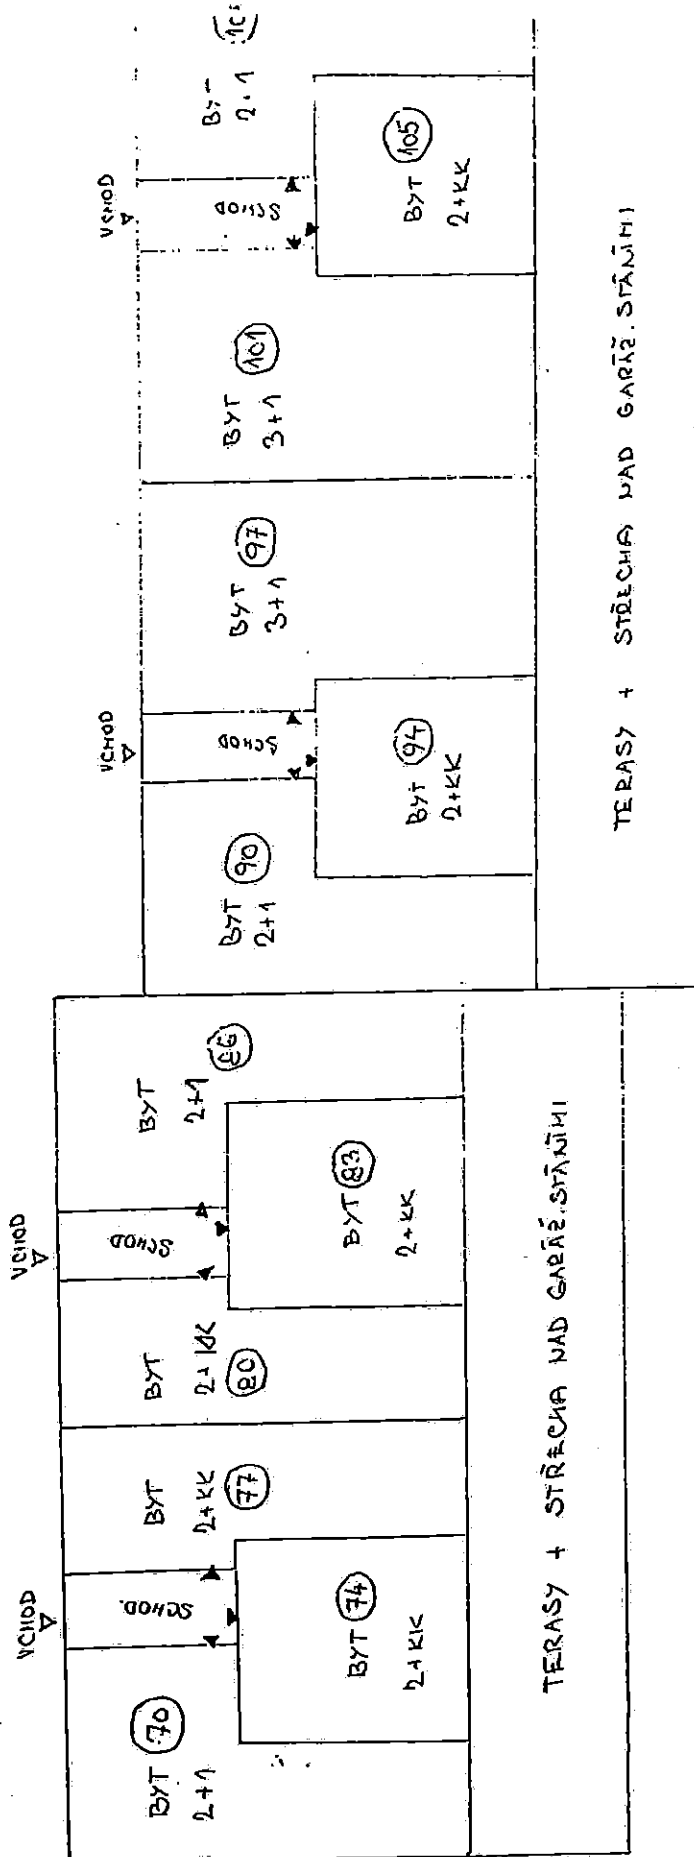 VCHOD
VCHOD
VCHOD
VCHOD
BYT 70
2+1
SCHOD.
BYT 74
2+KK
BYT
2+KK
77
BYT
2+KK
80
SCHOD
BYT 83
2+KK
BYT
2+1
86
TERASY + STŘECHA NAD GARÁŽ. STÁNÍMI
BYT 90
2+1
SCHOD
BYT 94
2+KK
BYT 97
3+1
BYT 101
3+1
SCHOD
BYT 105
2+KK
BYT
2+1
TERASY + STŘECHA NAD GARÁŽ. STÁNÍMI